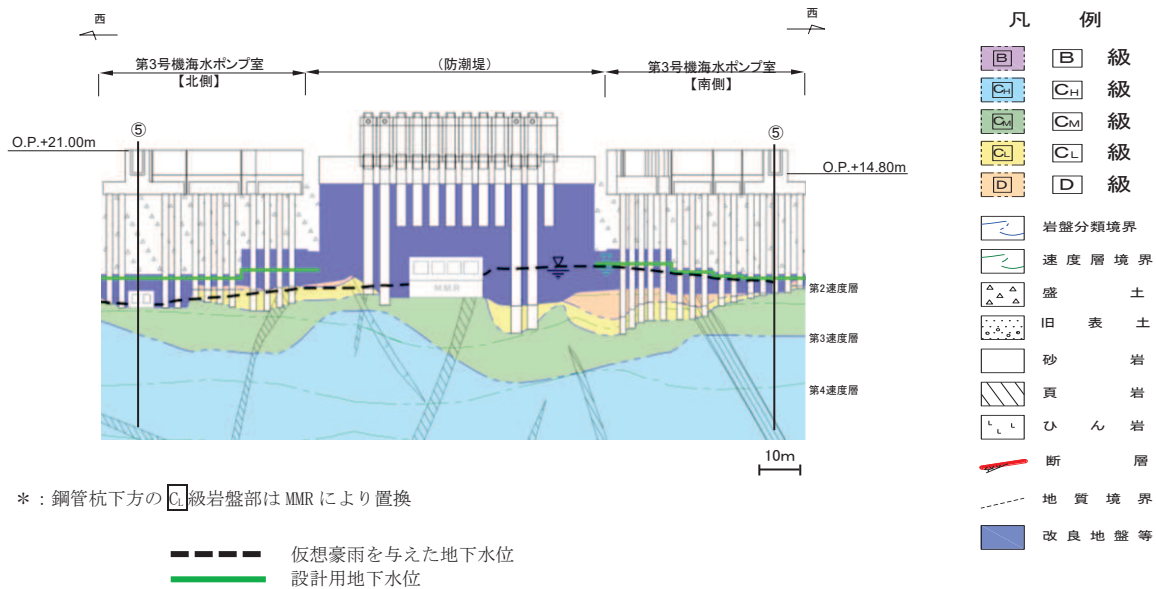 西
西
第3号機海水ポンプ室
【北側】
(防潮堤)
第3号機海水ポンプ室
【南側】
⑤
⑤
O.P.+21.00m
O.P.+14.80m
M.M.R
第2速度層
第3速度層
第4速度層
10m
*：鋼管杭下方のCL級岩盤部は MMR により置換
仮想豪雨を与えた地下水位
設計用地下水位
凡 例
B B 級
CH CH 級
CM CM 級
CL CL 級
D D 級
岩盤分類境界
速度層境界
盛 土
旧表土
砂 岩
頁 岩
ひん岩
断 層
地質境界
改良地盤等